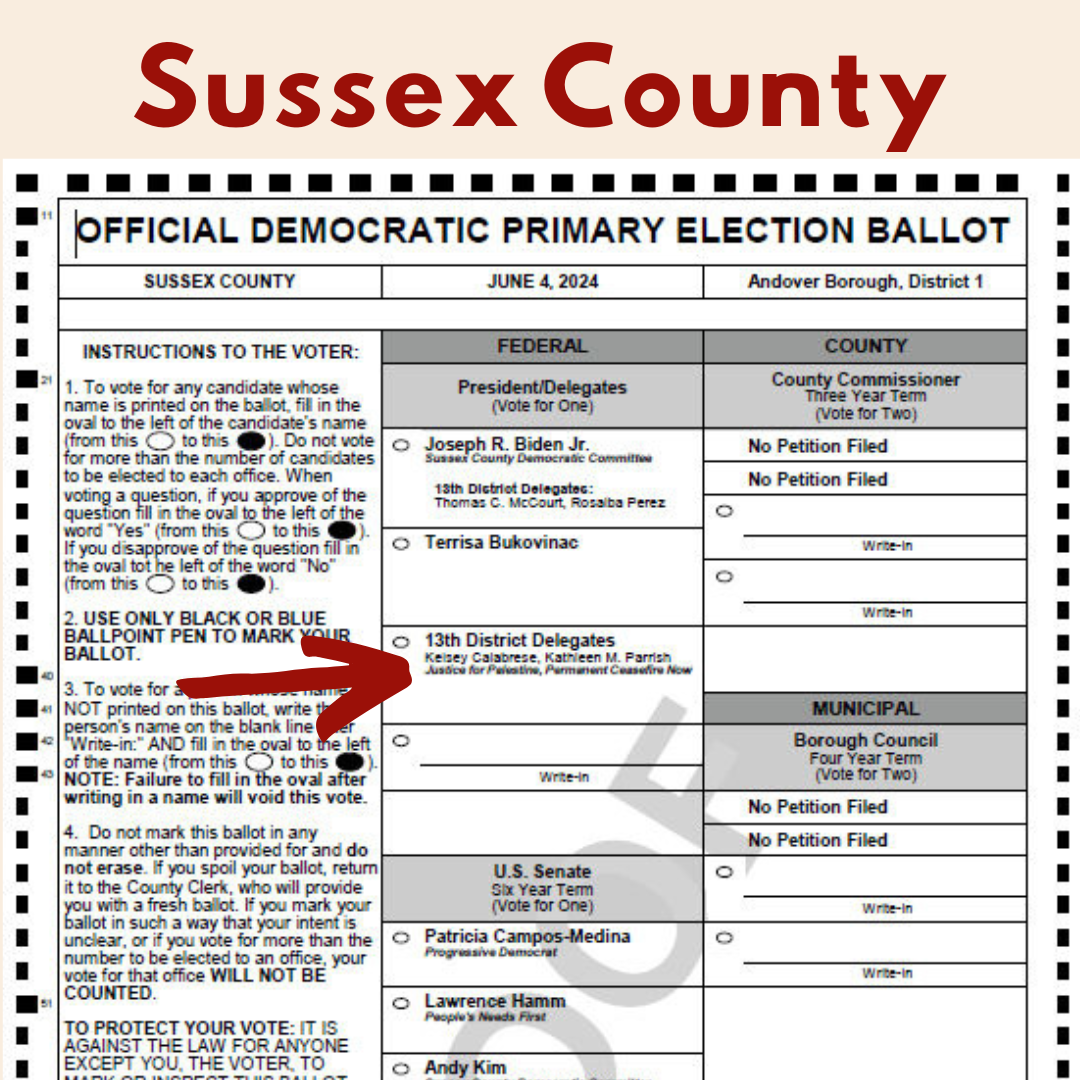 Sussex County
11
OFFICIAL DEMOCRATIC PRIMARY ELECTION BALLOT
SUSSEX COUNTY
JUNE 4, 2024
Andover Borough, District 1
INSTRUCTIONS TO THE VOTER:
21
1. To vote for any candidate whose
name is printed on the ballot, fill in the
oval to the left of the candidate's name
(from this to this ). Do not vote
for more than the number of candidates
to be elected to each office. When
voting a question, if you approve of the
question fill in the oval to the left of the
word "Yes" (from this to this ).
If you disapprove of the question fill in
the oval tot he left of the word "No"
(from this to this ).
2. USE ONLY BLACK OR BLUE
BALLPOINT PEN TO MARK YOUR
BALLOT.
40
3. To vote for a whose name
41
NOT printed on this ballot, write
person's name on the blank line
42
"Write-in:" AND fill in the oval to the left
of the name (from this to this ).
43
NOTE: Failure to fill in the oval after
writing in a name will void this vote.
4. Do not mark this ballot in any
manner other than provided for and do
not erase. If you spoil your ballot, return
it to the County Clerk, who will provide
you with a fresh ballot. If you mark your
ballot in such a way that your intent is
unclear, or if you vote for more than the
number to be elected to an office, your
vote for that office WILL NOT BE
COUNTED.
51
TO PROTECT YOUR VOTE: IT IS
AGAINST THE LAW FOR ANYONE
EXCEPT YOU, THE VOTER, TO
MARK OR INSPECT THIS BALLOT
FEDERAL
President/Delegates
(Vote for One)
Joseph R. Biden Jr.
Sussex County Democratic Committee
13th District Delegates:
Thomas C. McCourt, Rosalba Perez
Terrisa Bukovinac
13th District Delegates
Kelsey Calabrese, Kathleen M. Parrish
Justice for Palestine, Permanent Ceasefire Now
Write-in
U.S. Senate
Six Year Term
(Vote for One)
Patricia Campos-Medina
Progressive Democrat
Lawrence Hamm
People's Needs First
Andy Kim
COUNTY
County Commissioner
Three Year Term
(Vote for Two)
No Petition Filed
No Petition Filed
Write-in
Write-in
MUNICIPAL
Borough Council
Four Year Term
(Vote for Two)
No Petition Filed
No Petition Filed
Write-in
Write-in
OOF